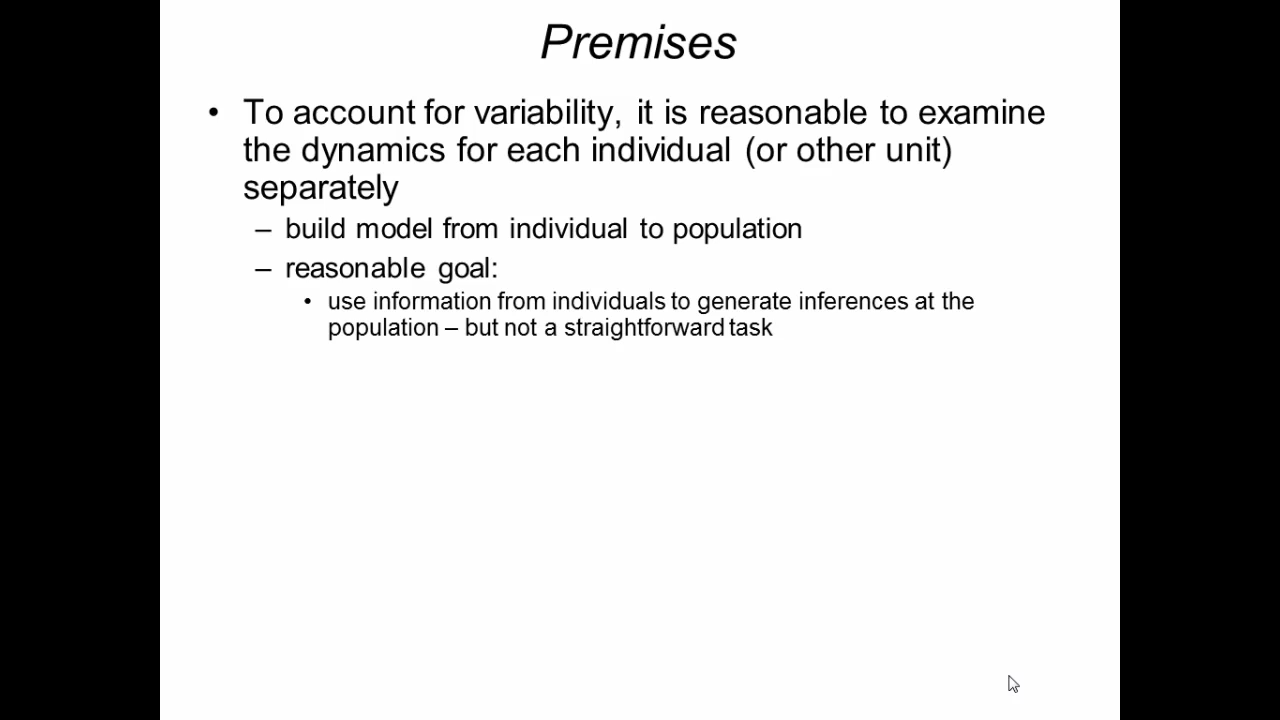 Premises
• To account for variability, it is reasonable to examine
the dynamics for each individual (or other unit)
separately
– build model from individual to population
– reasonable goal:
• use information from individuals to generate inferences at the
population – but not a straightforward task